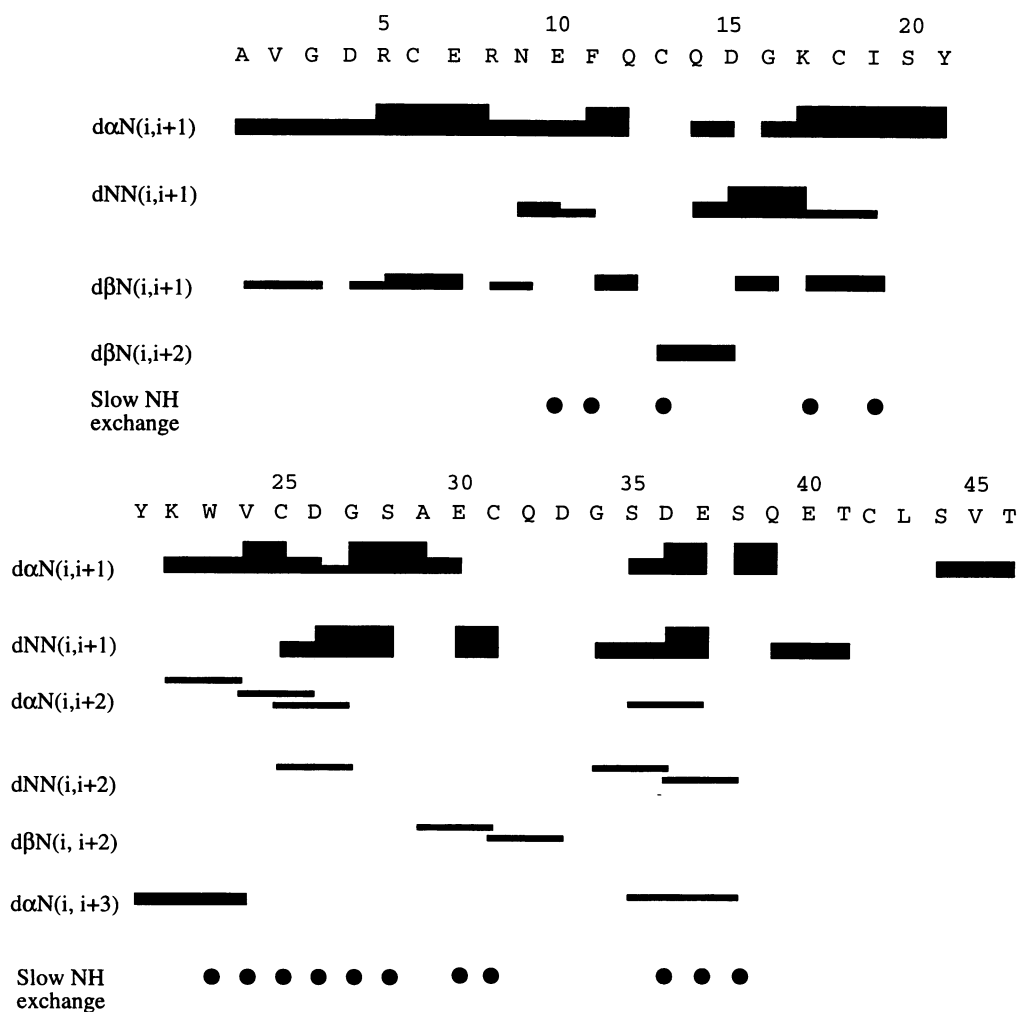 5 10 15 20
A V G D R C E R N E F Q C Q D G K C I S Y
dαN(i,i+1)
dNN(i,i+1)
dβN(i,i+1)
dβN(i,i+2)
Slow NH
exchange
25 30 35 40 45
Y K W V C D G S A E C Q D G S D E S Q E T C L S V T
dαN(i,i+1)
dNN(i,i+1)
dαN(i,i+2)
dNN(i,i+2)
dβN(i, i+2)
dαN(i, i+3)
Slow NH
exchange